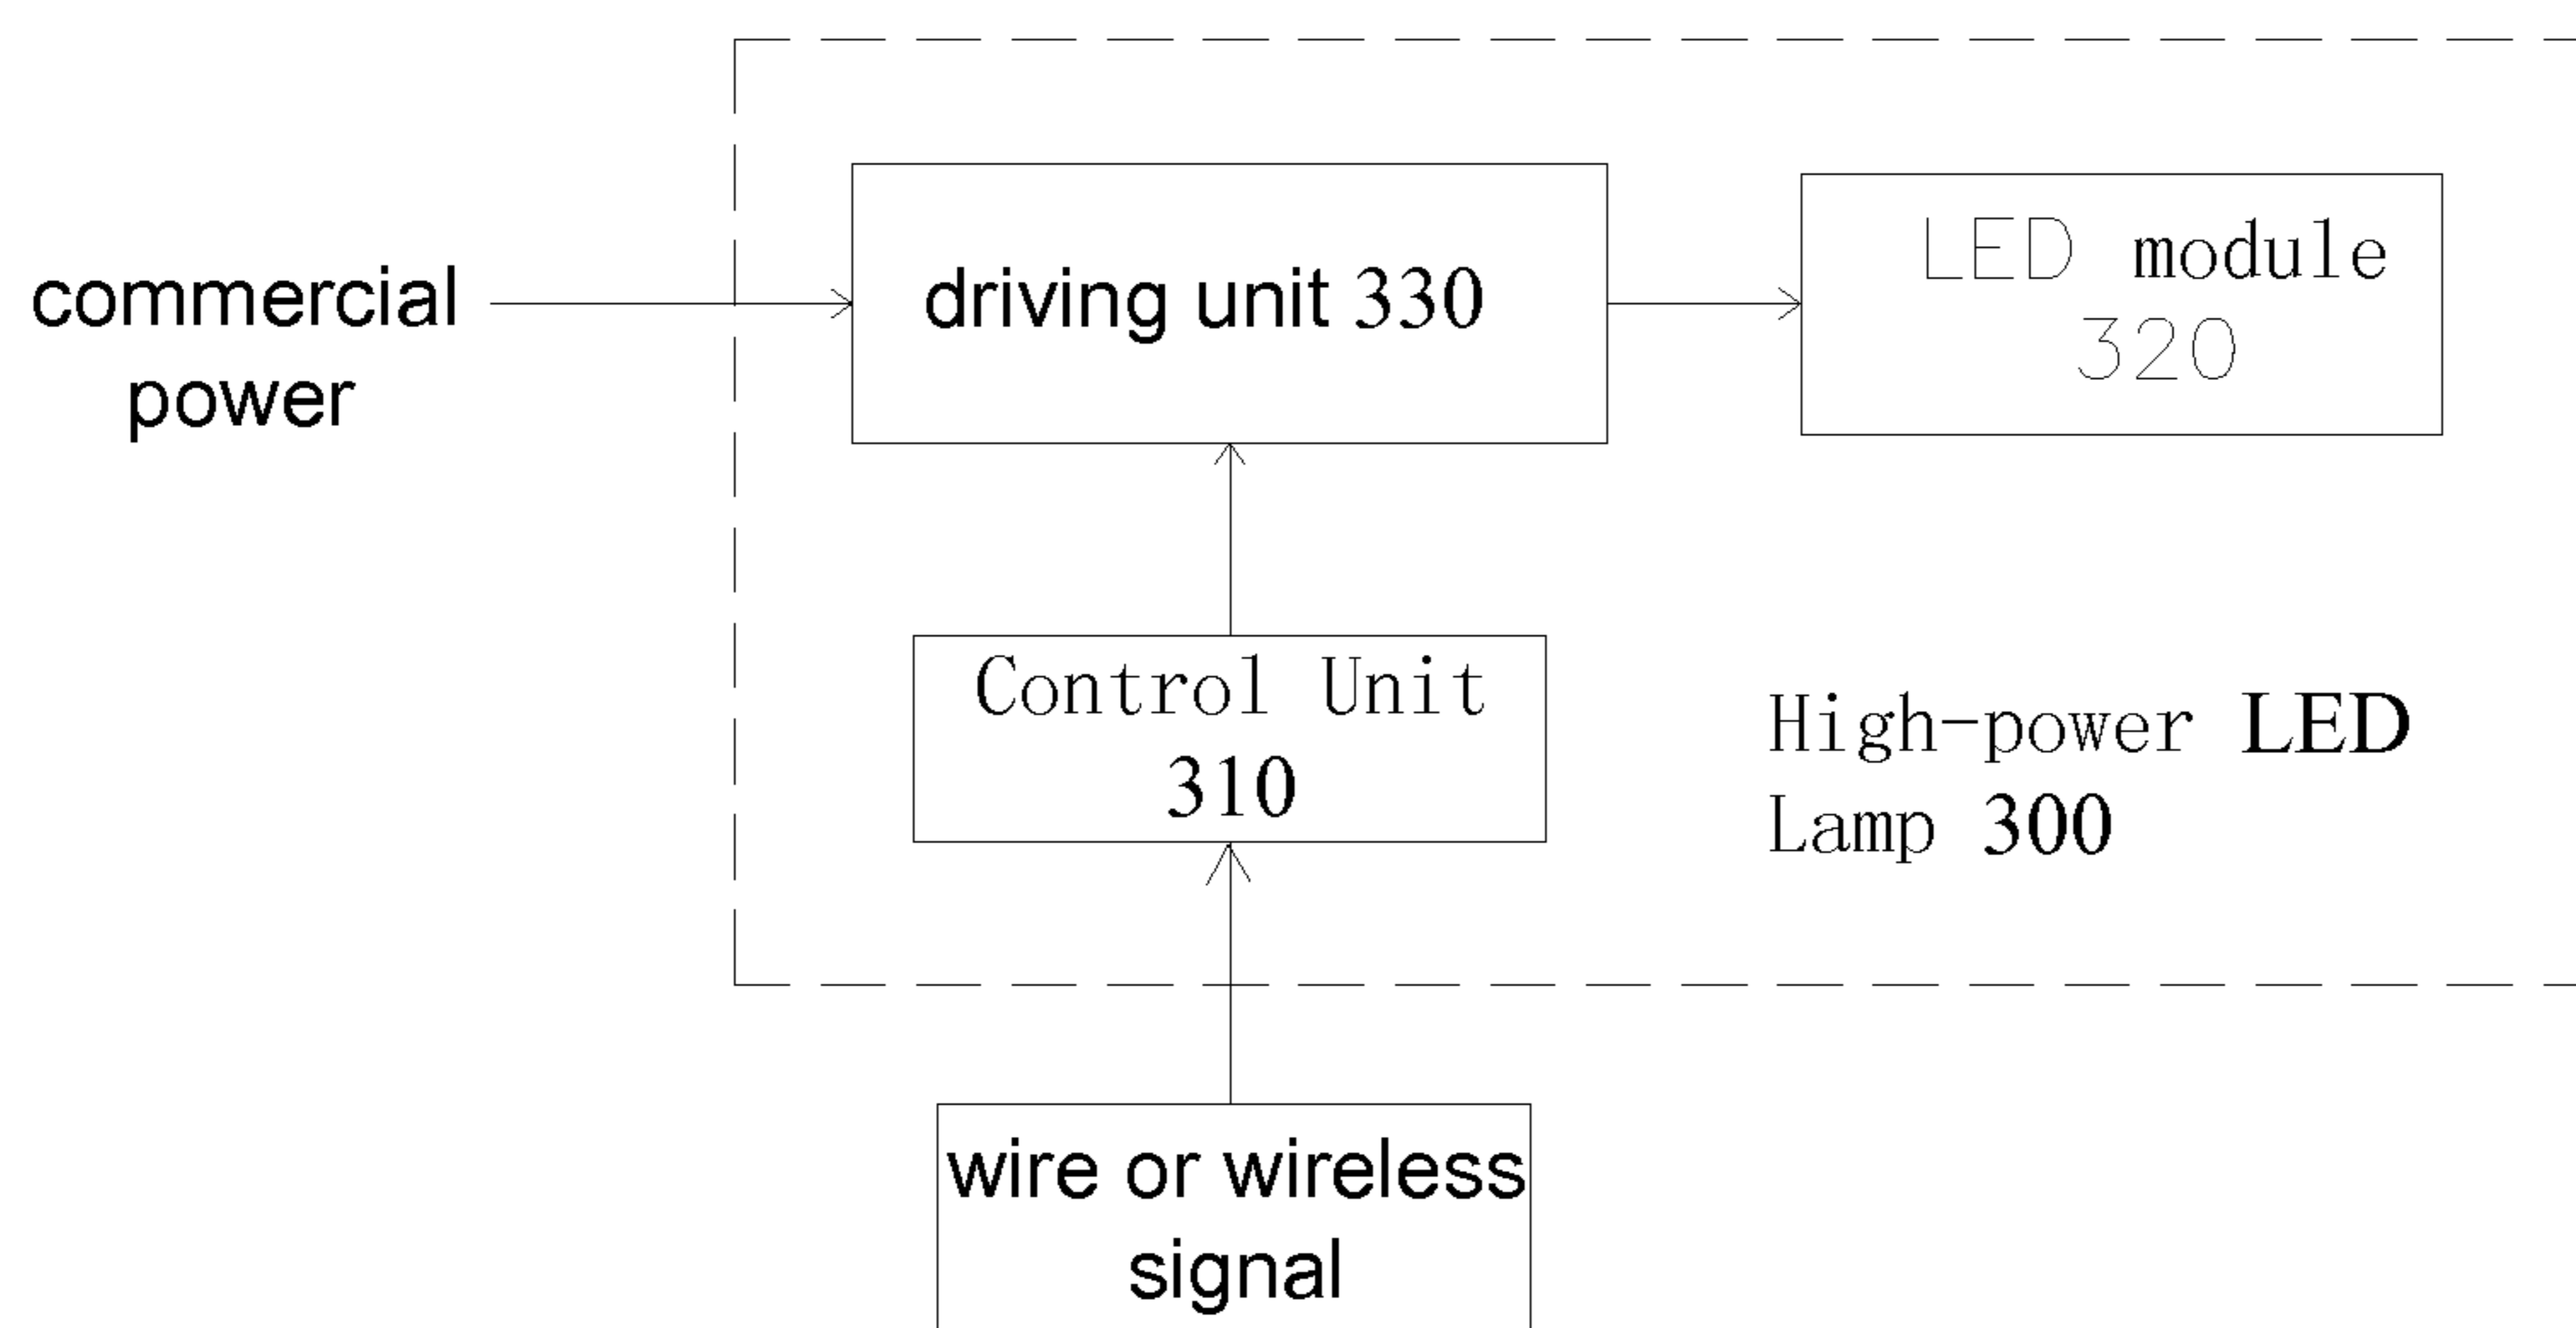 commercial
power
driving unit 330
LED module
320
Control Unit
310
High-power LED
Lamp 300
wire or wireless
signal